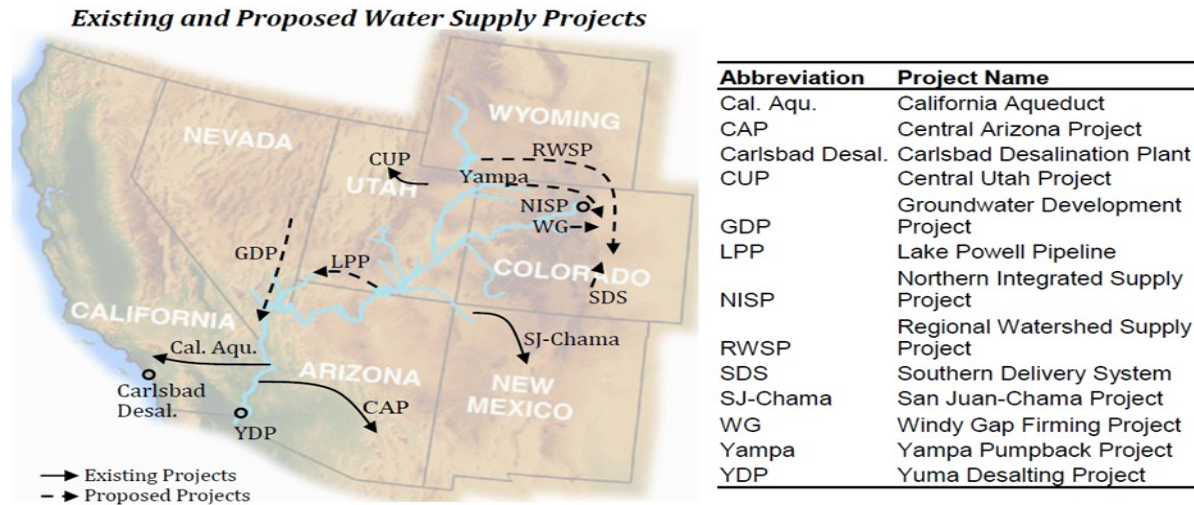 Existing and Proposed Water Supply Projects
WYOMING
NEVADA
RWSP
CUP
UTAH
Yampa
NISP
WG
GDP
LPP
COLORADO
SDS
CALIFORNIA
SJ-Chama
Cal. Aqu.
ARIZONA
NEW
MEXICO
Carlsbad
Desal.
CAP
YDP
Existing Projects
Proposed Projects
Abbreviation Project Name
Cal. Aqu. California Aqueduct
CAP Central Arizona Project
Carlsbad Desal. Carlsbad Desalination Plant
CUP Central Utah Project
Groundwater Development
GDP Project
LPP Lake Powell Pipeline
Northern Integrated Supply
NISP Project
Regional Watershed Supply
RWSP Project
SDS Southern Delivery System
SJ-Chama San Juan-Chama Project
WG Windy Gap Firming Project
Yampa Yampa Pumpback Project
YDP Yuma Desalting Project